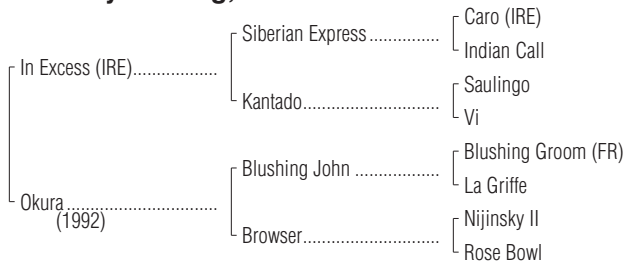 Caro (IRE)
Siberian Express...............
Indian Call
In Excess (IRE)..................
Saulingo
Kantado.............................
Vi
Blushing Groom (FR)
Blushing John ..................
La Griffe
Okura................................
(1992)
Nijinsky II
Browser.............................
Rose Bowl